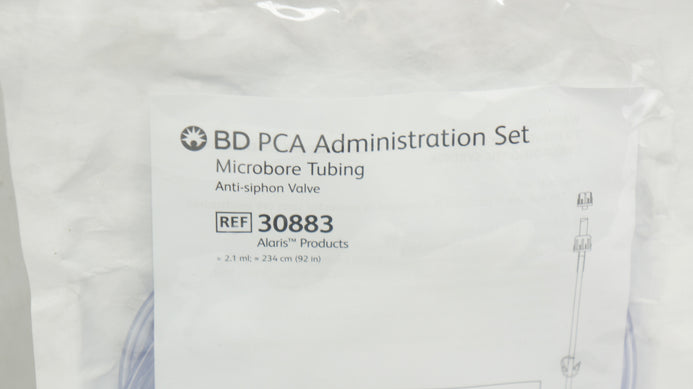 BD PCA Administration Set
Microbore Tubing
Anti-siphon Valve
REF 30883
Alaris™ Products
≈ 2.1 ml; ≈ 234 cm (92 in)